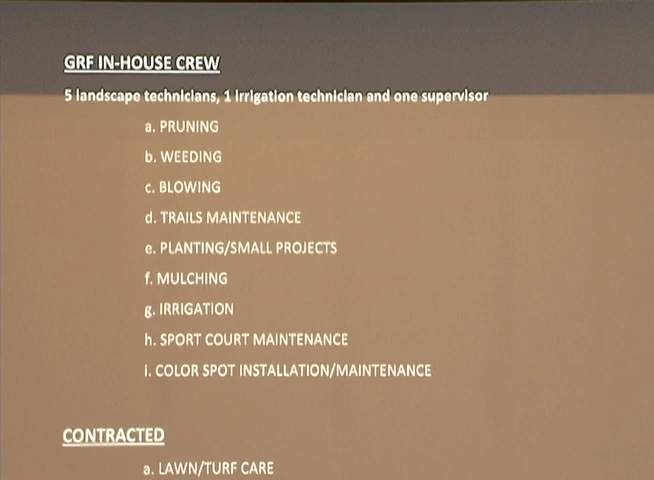 GRF IN-HOUSE CREW
5 landscape technicians, 1 irrigation technician and one supervisor
a. PRUNING
b. WEEDING
c. BLOWING
d. TRAILS MAINTENANCE
e. PLANTING/SMALL PROJECTS
f. MULCHING
g. IRRIGATION
h. SPORT COURT MAINTENANCE
i. COLOR SPOT INSTALLATION/MAINTENANCE
CONTRACTED
a. LAWN/TURF CARE